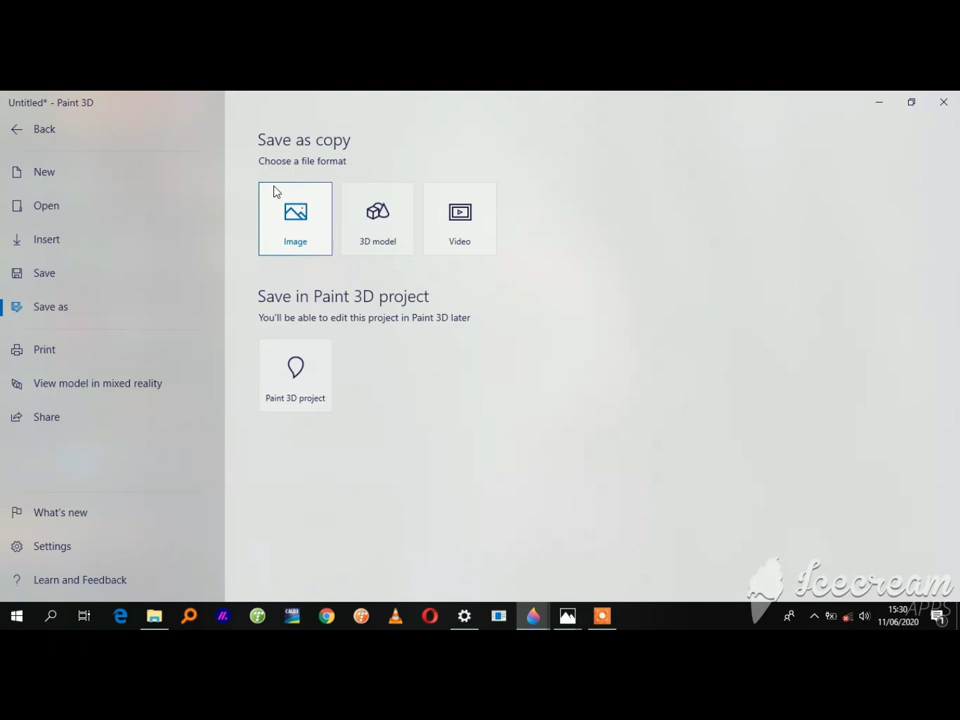 Untitled* - Paint 3D
Back
New
Open
Insert
Save
Save as
Print
View model in mixed reality
Share
What's new
Settings
Learn and Feedback
Save as copy
Choose a file format
Image
3D model
Video
Save in Paint 3D project
You'll be able to edit this project in Paint 3D later
Paint 3D project
Icecream
APPS
15:30
11/06/2020